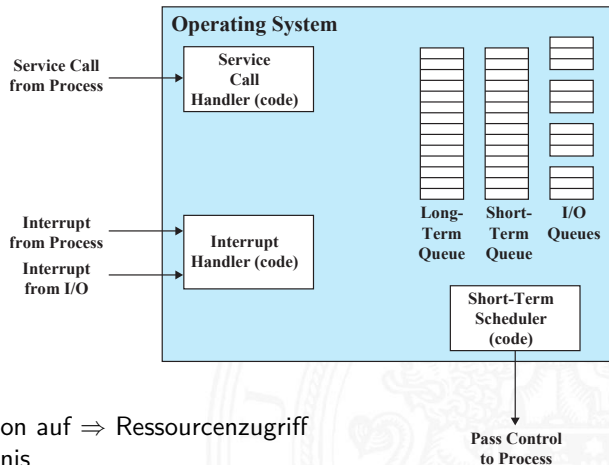 Operating System
Service Call
from Process
Service
Call
Handler (code)
Interrupt
from Process
Interrupt
from I/O
Interrupt
Handler (code)
Long-
Term
Queue
Short-
Term
Queue
I/O
Queues
Short-Term
Scheduler
(code)
Pass Control
to Process
on auf ⇒ Ressourcenzugriff
nis